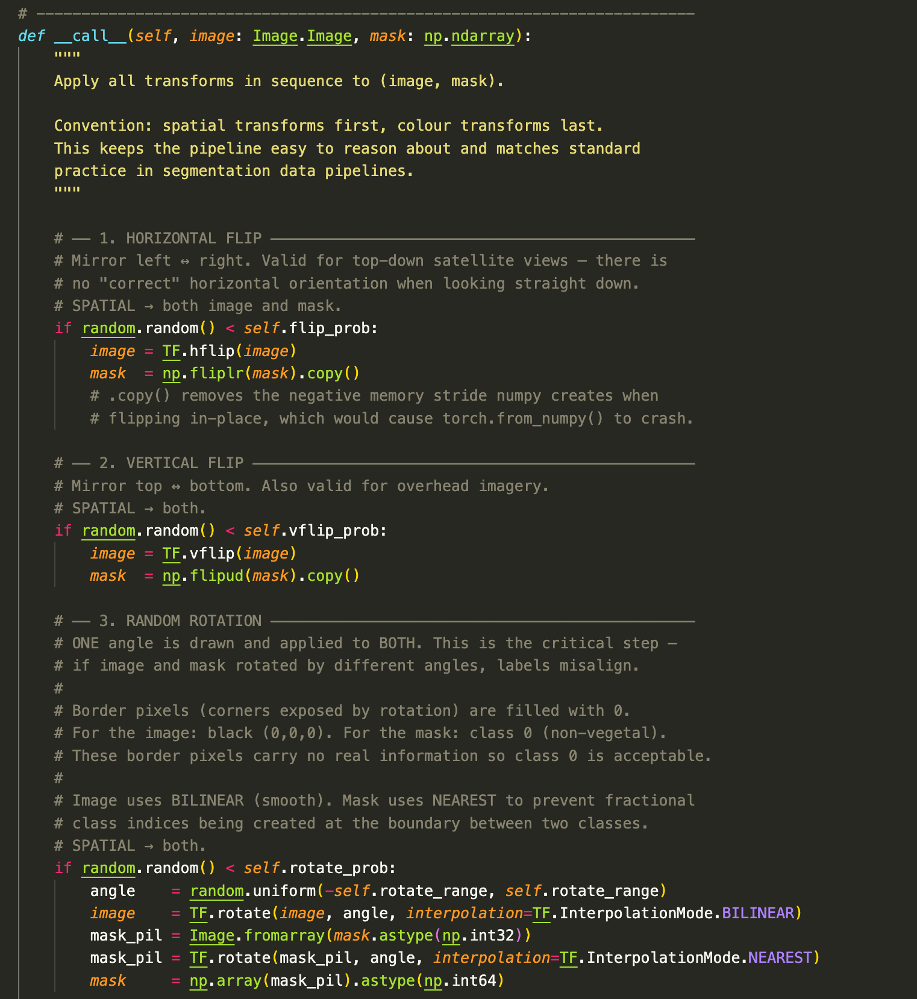 # ─────────────────────────────────────────────────────────────────────────
def __call__(self, image: Image.Image, mask: np.ndarray):
    """
    Apply all transforms in sequence to (image, mask).

    Convention: spatial transforms first, colour transforms last.
    This keeps the pipeline easy to reason about and matches standard
    practice in segmentation data pipelines.
    """

    # ── 1. HORIZONTAL FLIP ───────────────────────────────────────────────
    # Mirror left ↔ right. Valid for top-down satellite views — there is
    # no "correct" horizontal orientation when looking straight down.
    # SPATIAL → both image and mask.
    if random.random() < self.flip_prob:
        image = TF.hflip(image)
        mask  = np.fliplr(mask).copy()
        # .copy() removes the negative memory stride numpy creates when
        # flipping in-place, which would cause torch.from_numpy() to crash.

    # ── 2. VERTICAL FLIP ─────────────────────────────────────────────────
    # Mirror top ↔ bottom. Also valid for overhead imagery.
    # SPATIAL → both.
    if random.random() < self.vflip_prob:
        image = TF.vflip(image)
        mask  = np.flipud(mask).copy()

    # ── 3. RANDOM ROTATION ───────────────────────────────────────────────
    # ONE angle is drawn and applied to BOTH. This is the critical step —
    # if image and mask rotated by different angles, labels misalign.
    #
    # Border pixels (corners exposed by rotation) are filled with 0.
    # For the image: black (0,0,0). For the mask: class 0 (non-vegetal).
    # These border pixels carry no real information so class 0 is acceptable.
    #
    # Image uses BILINEAR (smooth). Mask uses NEAREST to prevent fractional
    # class indices being created at the boundary between two classes.
    # SPATIAL → both.
    if random.random() < self.rotate_prob:
        angle    = random.uniform(-self.rotate_range, self.rotate_range)
        image    = TF.rotate(image, angle, interpolation=TF.InterpolationMode.BILINEAR)
        mask_pil = Image.fromarray(mask.astype(np.int32))
        mask_pil = TF.rotate(mask_pil, angle, interpolation=TF.InterpolationMode.NEAREST)
        mask     = np.array(mask_pil).astype(np.int64)